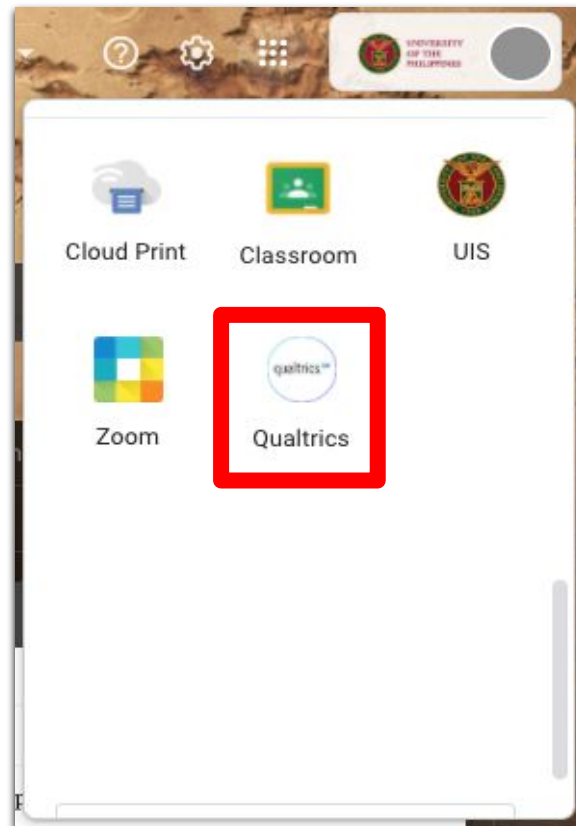 UNIVERSITY
OF THE
PHILIPPINES
Cloud Print
Classroom
UIS
qualtrics
Zoom
Qualtrics